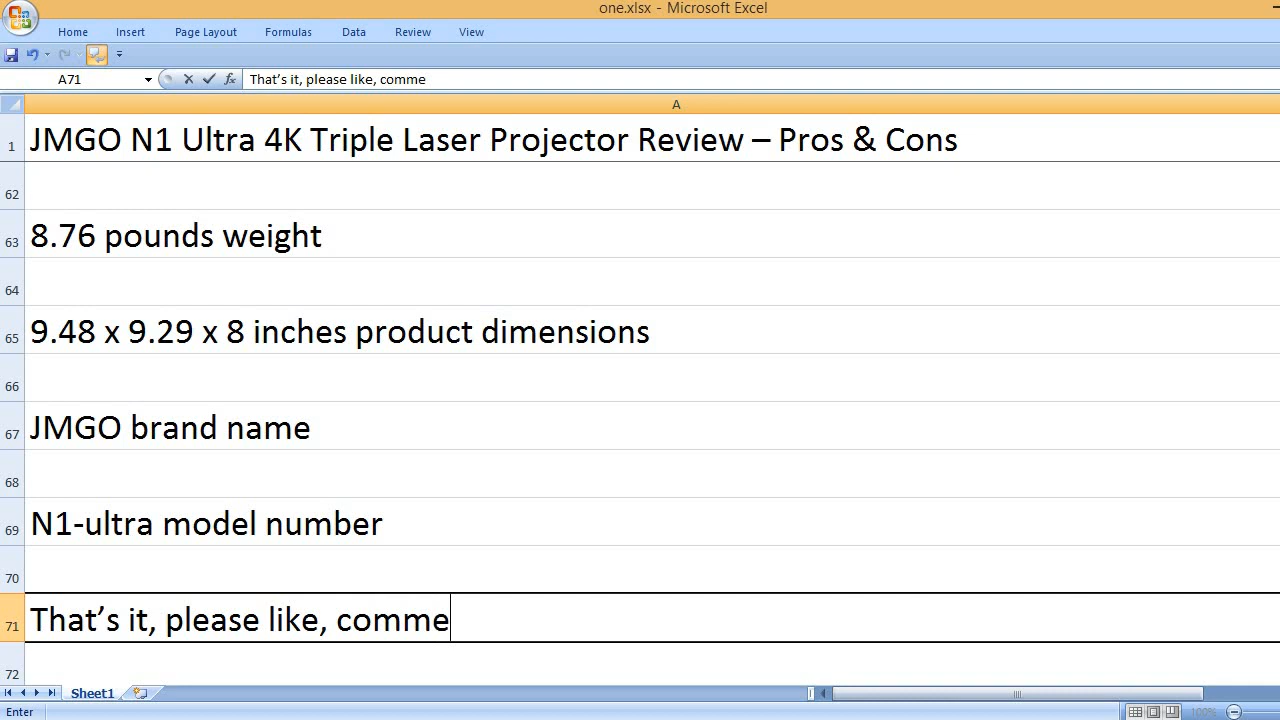 one.xlsx - Microsoft Excel
Home Insert Page Layout Formulas Data Review View
A71 fx That’s it, please like, comme
A
1 JMGO N1 Ultra 4K Triple Laser Projector Review – Pros & Cons
62
63 8.76 pounds weight
64
65 9.48 x 9.29 x 8 inches product dimensions
66
67 JMGO brand name
68
69 N1-ultra model number
70
71 That’s it, please like, comme
72
Sheet1
Enter 100%